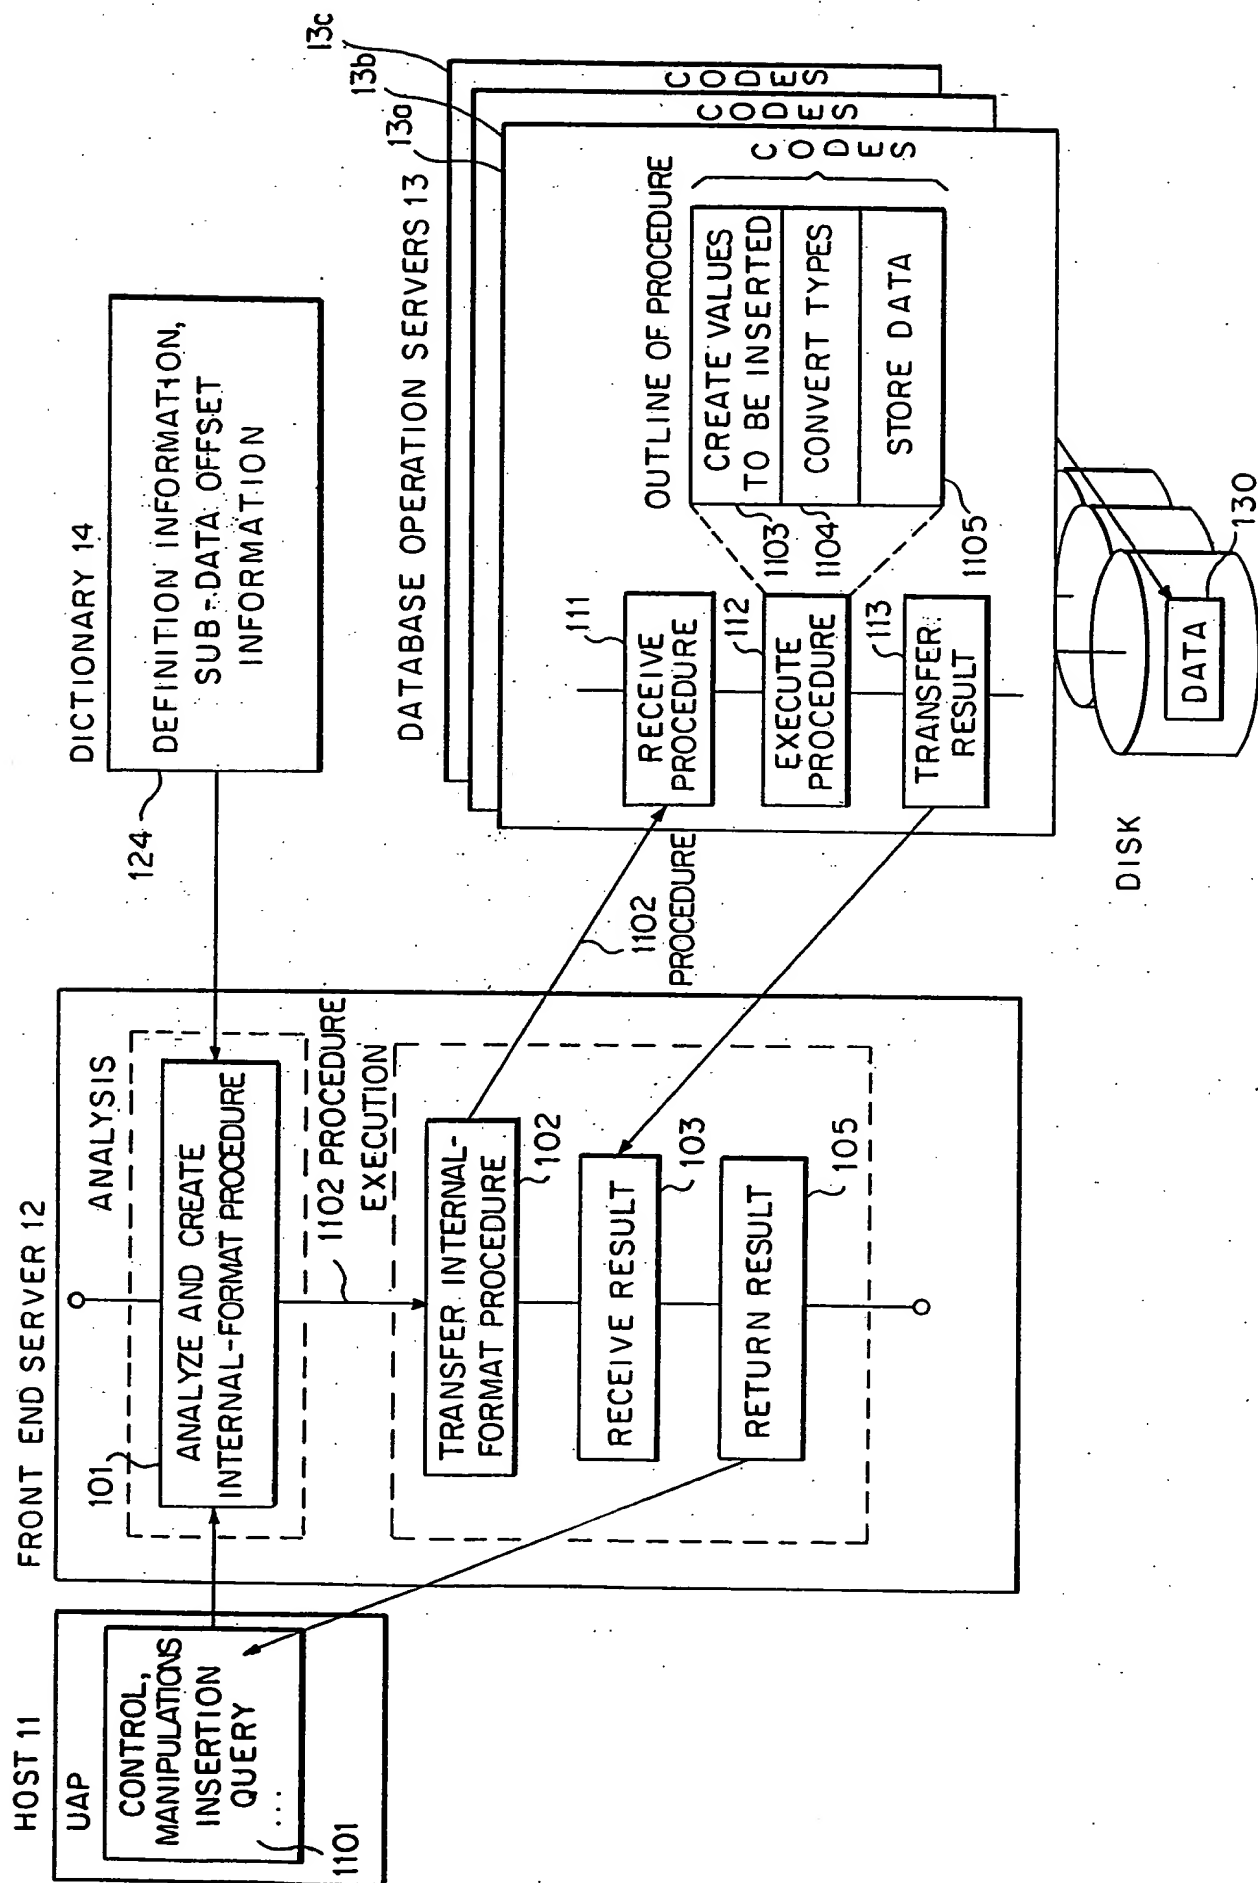 HOST 11
UAP
CONTROL,
MANIPULATIONS
INSERTION
QUERY
...
1101
FRONT END SERVER 12
ANALYSIS
101
ANALYZE AND CREATE
INTERNAL-FORMAT PROCEDURE
1102 PROCEDURE
EXECUTION
TRANSFER INTERNAL-
FORMAT PROCEDURE
102
RECEIVE RESULT
103
RETURN RESULT
105
DICTIONARY 14
DEFINITION INFORMATION,
SUB-DATA OFFSET
INFORMATION
124
1102
PROCEDURE
DATABASE OPERATION SERVERS 13
13a
13b
13c
111
RECEIVE
PROCEDURE
112
EXECUTE
PROCEDURE
113
TRANSFER
RESULT
OUTLINE OF PROCEDURE
CREATE VALUES
TO BE INSERTED
1103
CONVERT TYPES
1104
STORE DATA
1105
CODES
CODES
CODES
DISK
DATA
130